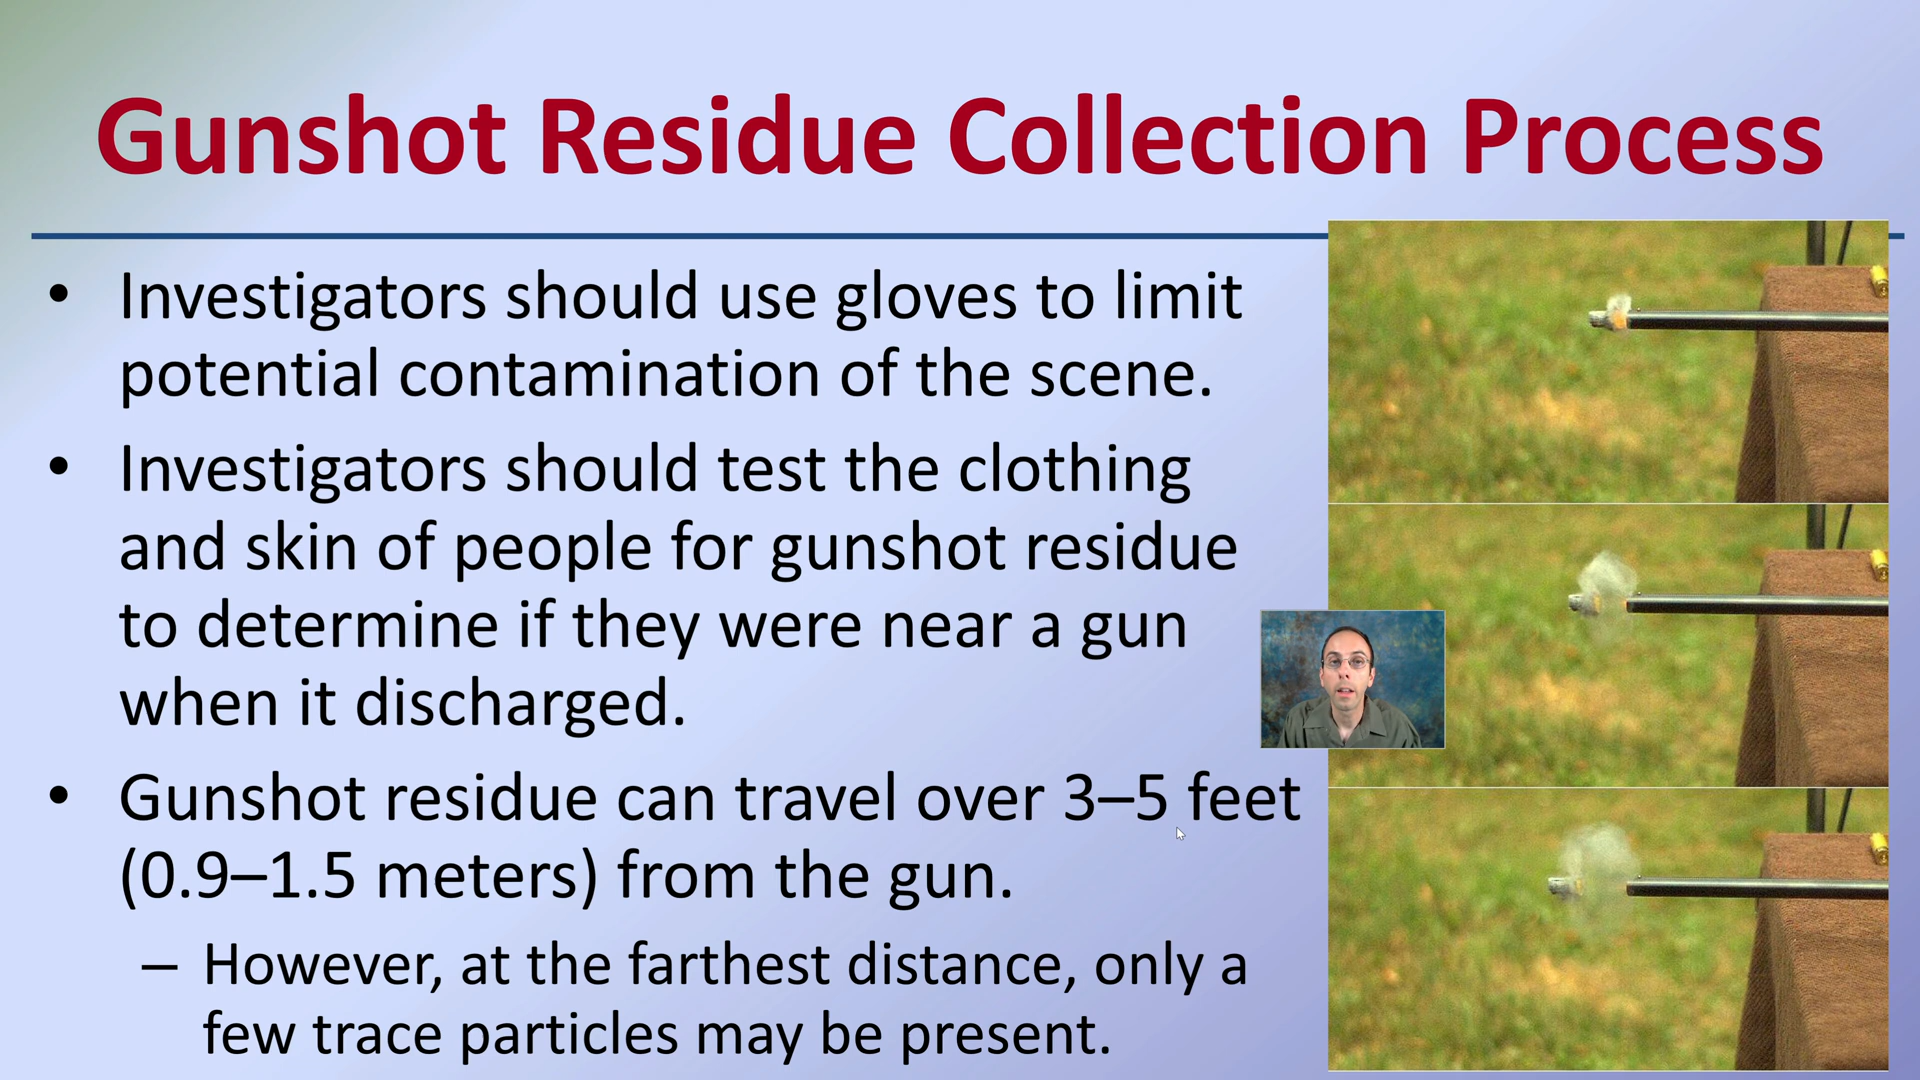 Gunshot Residue Collection Process
• Investigators should use gloves to limit
potential contamination of the scene.
• Investigators should test the clothing
and skin of people for gunshot residue
to determine if they were near a gun
when it discharged.
• Gunshot residue can travel over 3–5 feet
(0.9–1.5 meters) from the gun.
– However, at the farthest distance, only a
few trace particles may be present.